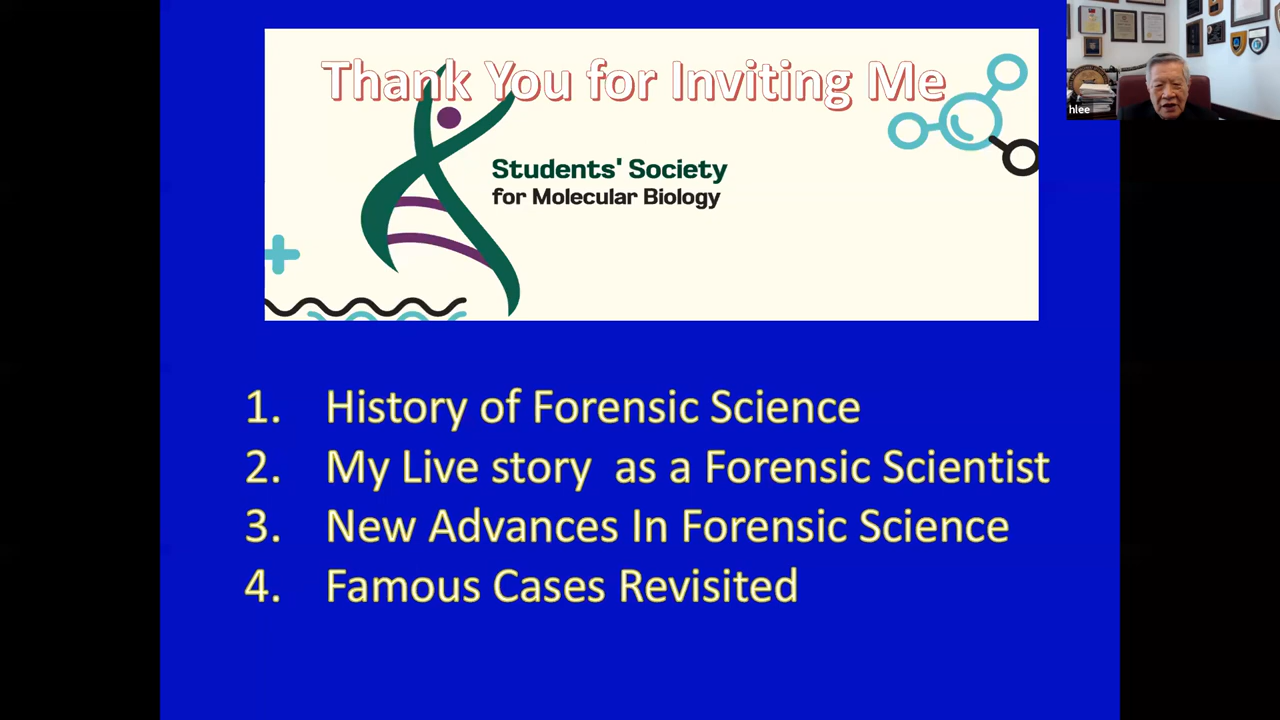 Thank You for Inviting Me
hlee
Students' Society
for Molecular Biology
1. History of Forensic Science
2. My Live story as a Forensic Scientist
3. New Advances In Forensic Science
4. Famous Cases Revisited